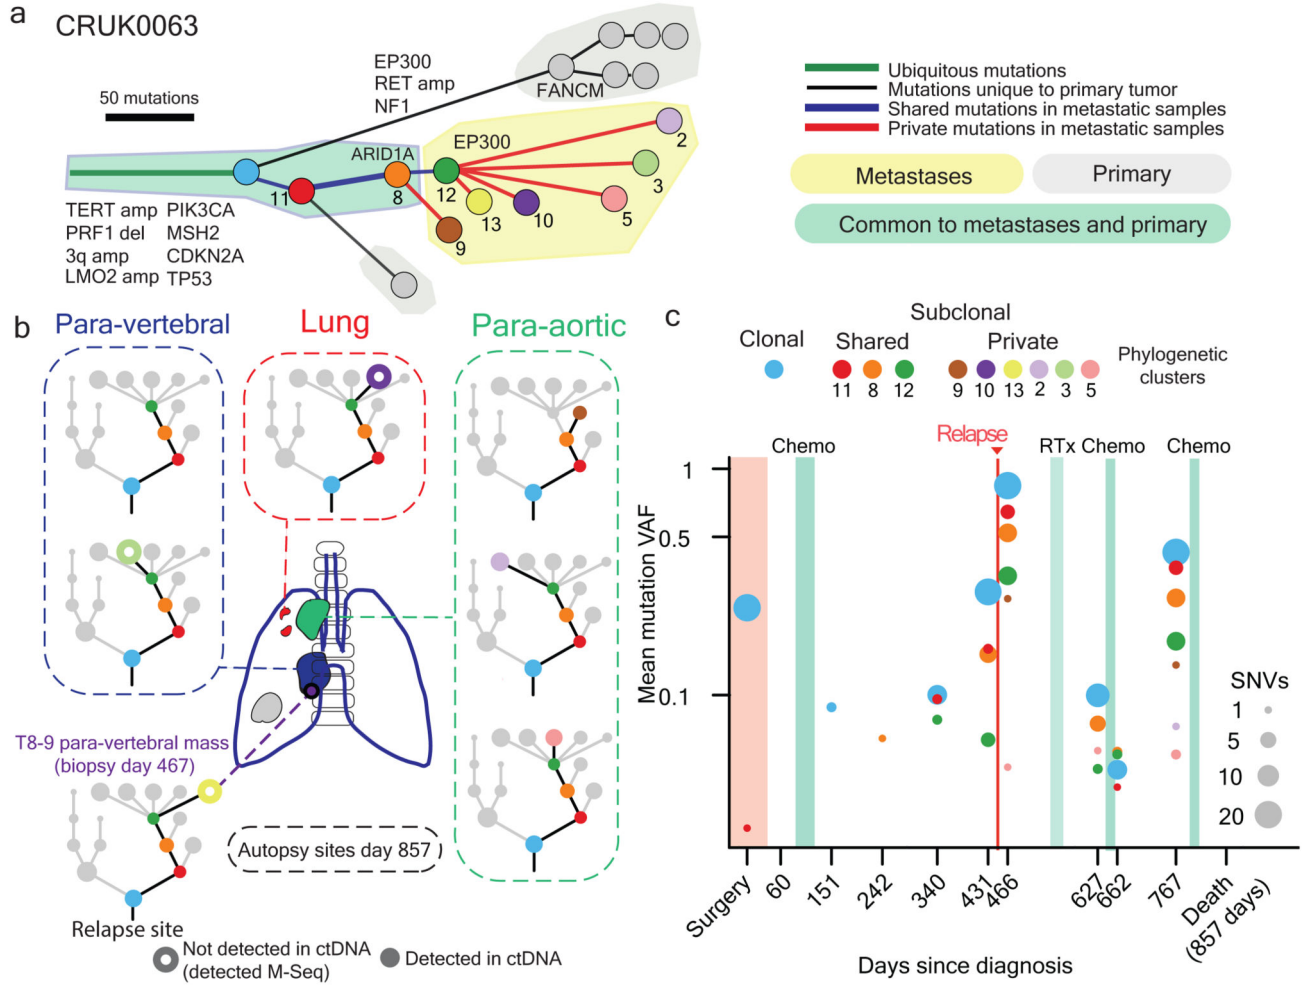 a
CRUK0063
50 mutations
EP300
RET amp
NF1
FANCM
ARID1A
EP300
11
8
12
13
10
9
2
3
5
TERT amp PIK3CA
PRF1 del MSH2
3q amp CDKN2A
LMO2 amp TP53
Ubiquitous mutations
Mutations unique to primary tumor
Shared mutations in metastatic samples
Private mutations in metastatic samples
Metastases
Primary
Common to metastases and primary
b
Para-vertebral
Lung
Para-aortic
T8-9 para-vertebral mass
(biopsy day 467)
Autopsy sites day 857
Relapse site
Not detected in ctDNA
(detected M-Seq)
Detected in ctDNA
c
Subclonal
Clonal
Shared
Private
Phylogenetic
clusters
11 8 12 9 10 13 2 3 5
Relapse
Chemo
RTx Chemo
Chemo
Mean mutation VAF
1
0.5
0.1
SNVs
1
5
10
20
Surgery
60
151
242
340
431
466
627
662
767
Death
(857 days)
Days since diagnosis